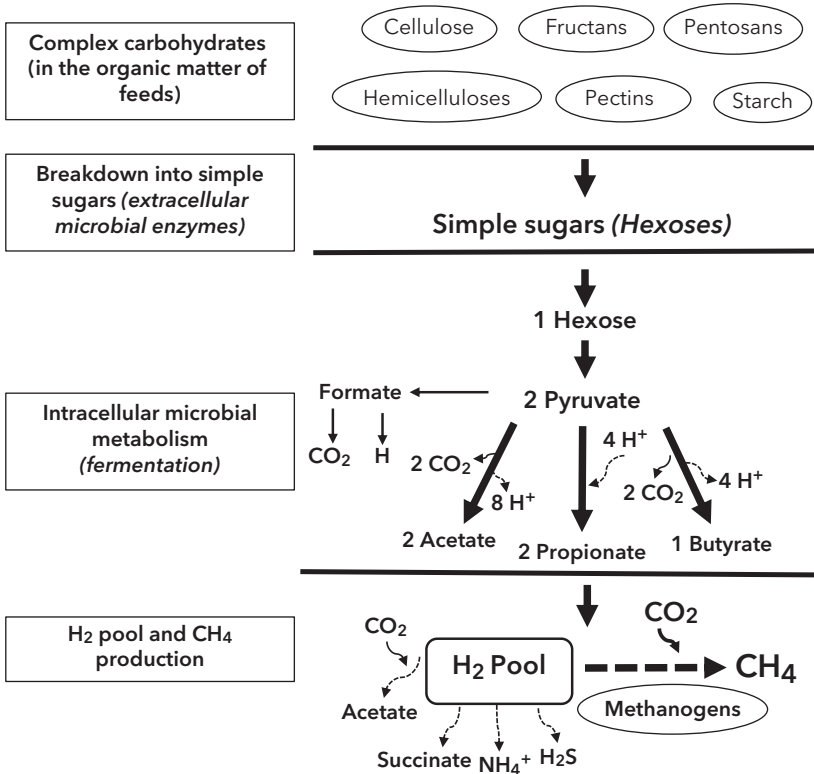 Complex carbohydrates
(in the organic matter of
feeds)
Cellulose
Fructans
Pentosans
Hemicelluloses
Pectins
Starch
Breakdown into simple
sugars (extracellular
microbial enzymes)
Simple sugars (Hexoses)
1 Hexose
Intracellular microbial
metabolism
(fermentation)
Formate
2 Pyruvate
CO₂
H
2 CO₂
8 H⁺
4 H⁺
2 CO₂
4 H⁺
2 Acetate
2 Propionate
1 Butyrate
H₂ pool and CH₄
production
CO₂
H₂ Pool
CO₂
CH₄
Methanogens
Acetate
Succinate
NH₄⁺
H₂S